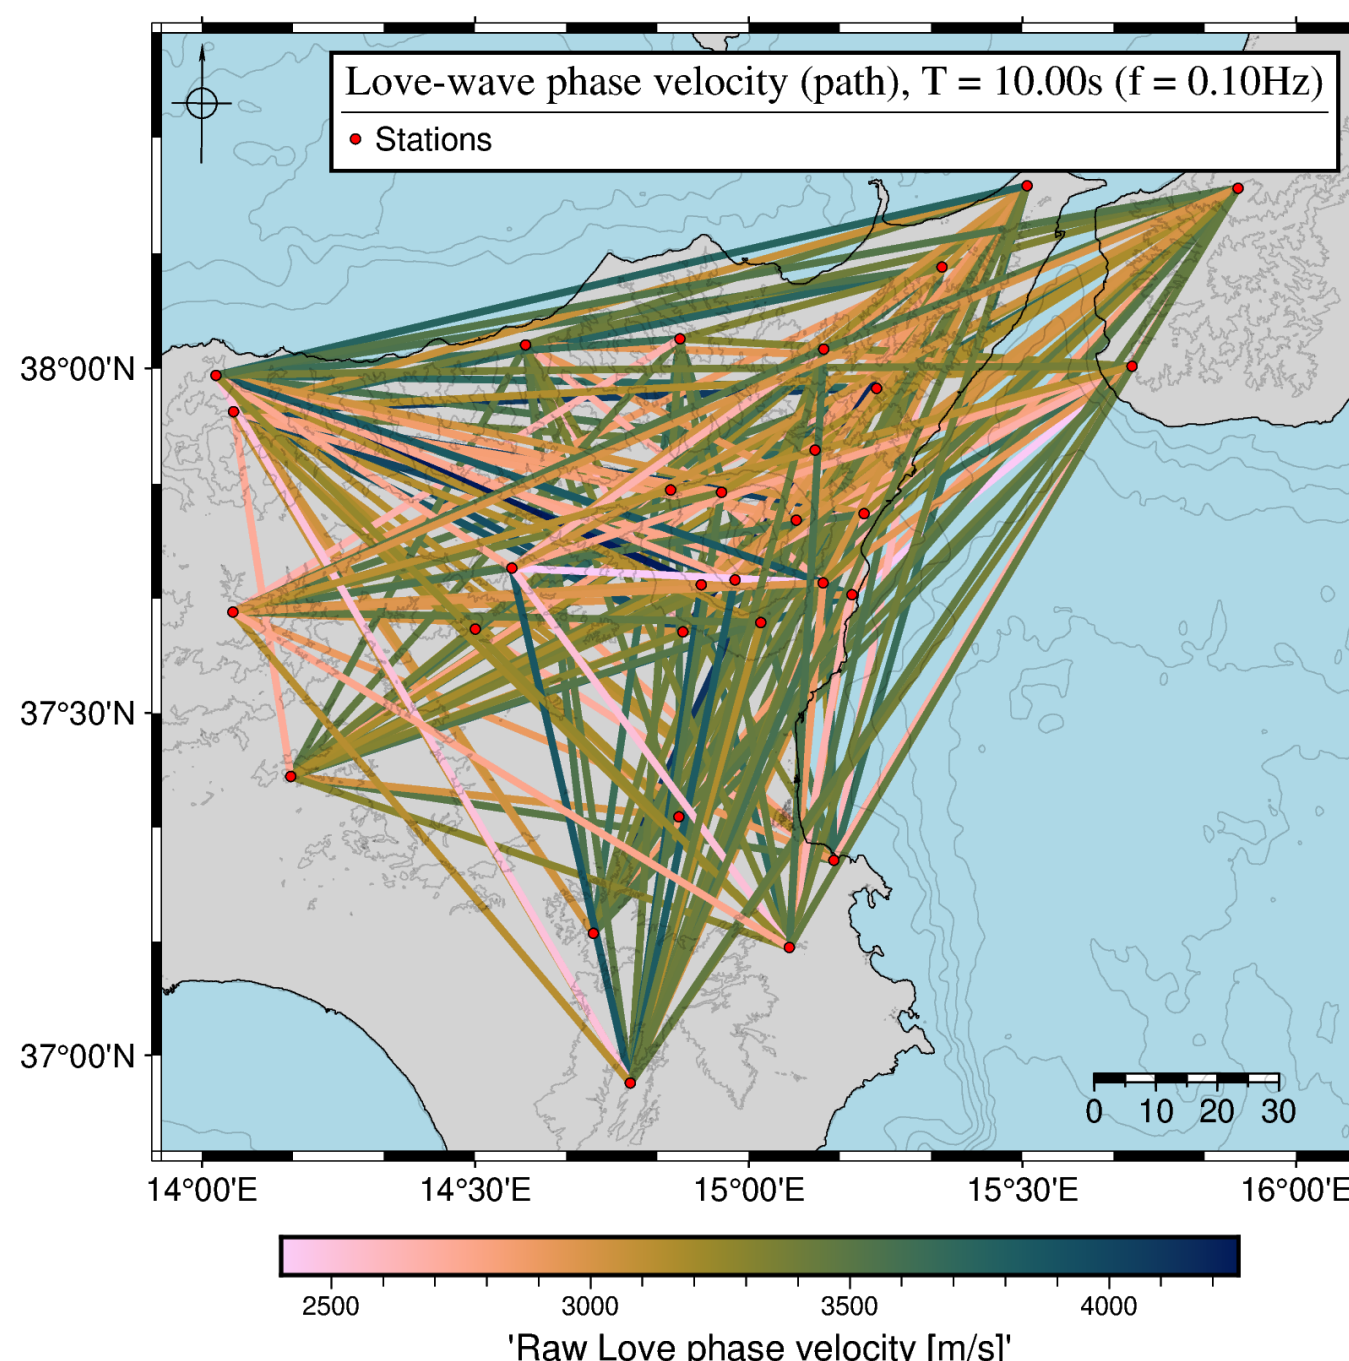 Love-wave phase velocity (path), T = 10.00s (f = 0.10Hz)
Stations
38°00'N
37°30'N
37°00'N
0 10 20 30
14°00'E 14°30'E 15°00'E 15°30'E 16°00'E
2500 3000 3500 4000
'Raw Love phase velocity [m/s]'